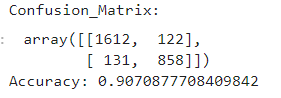 Confusion_Matrix:
: array([[1612, 122],
[ 131, 858]])
Accuracy: 0.9070877708409842